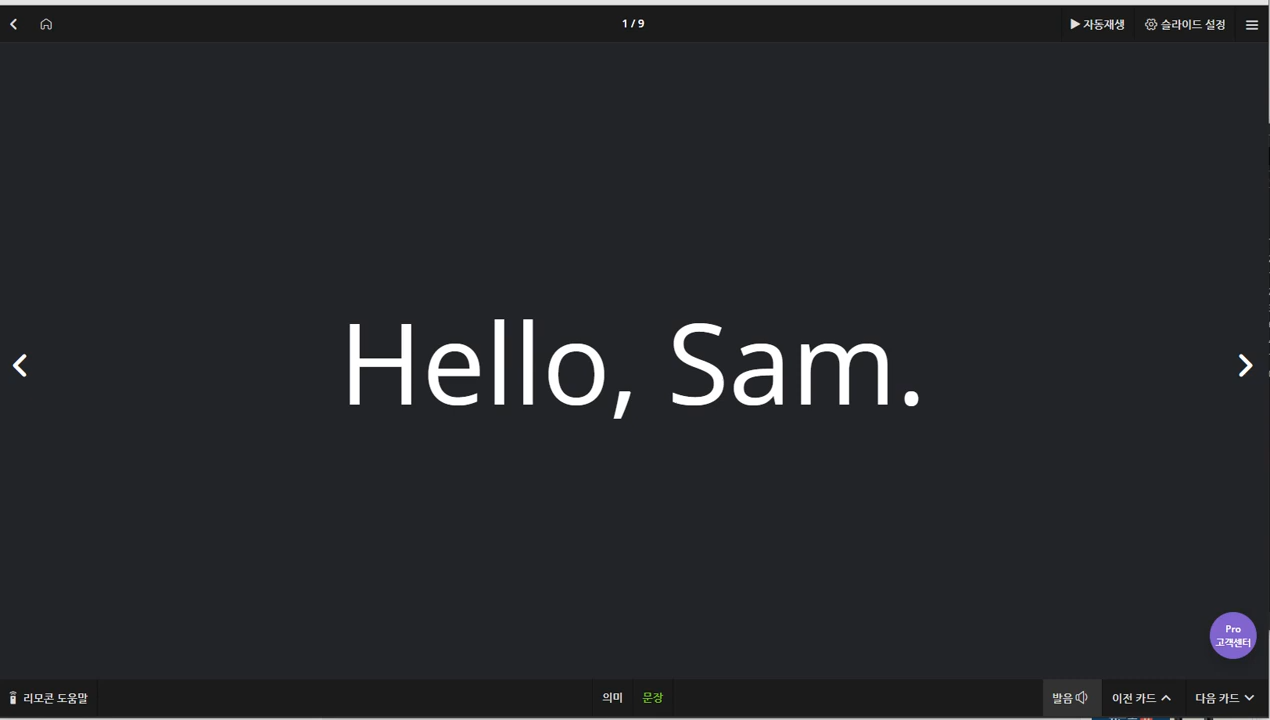 1 / 9
자동재생
슬라이드 설정
Hello, Sam.
Pro
고객센터
리모콘 도움말
의미
문장
발음
이전 카드
다음 카드